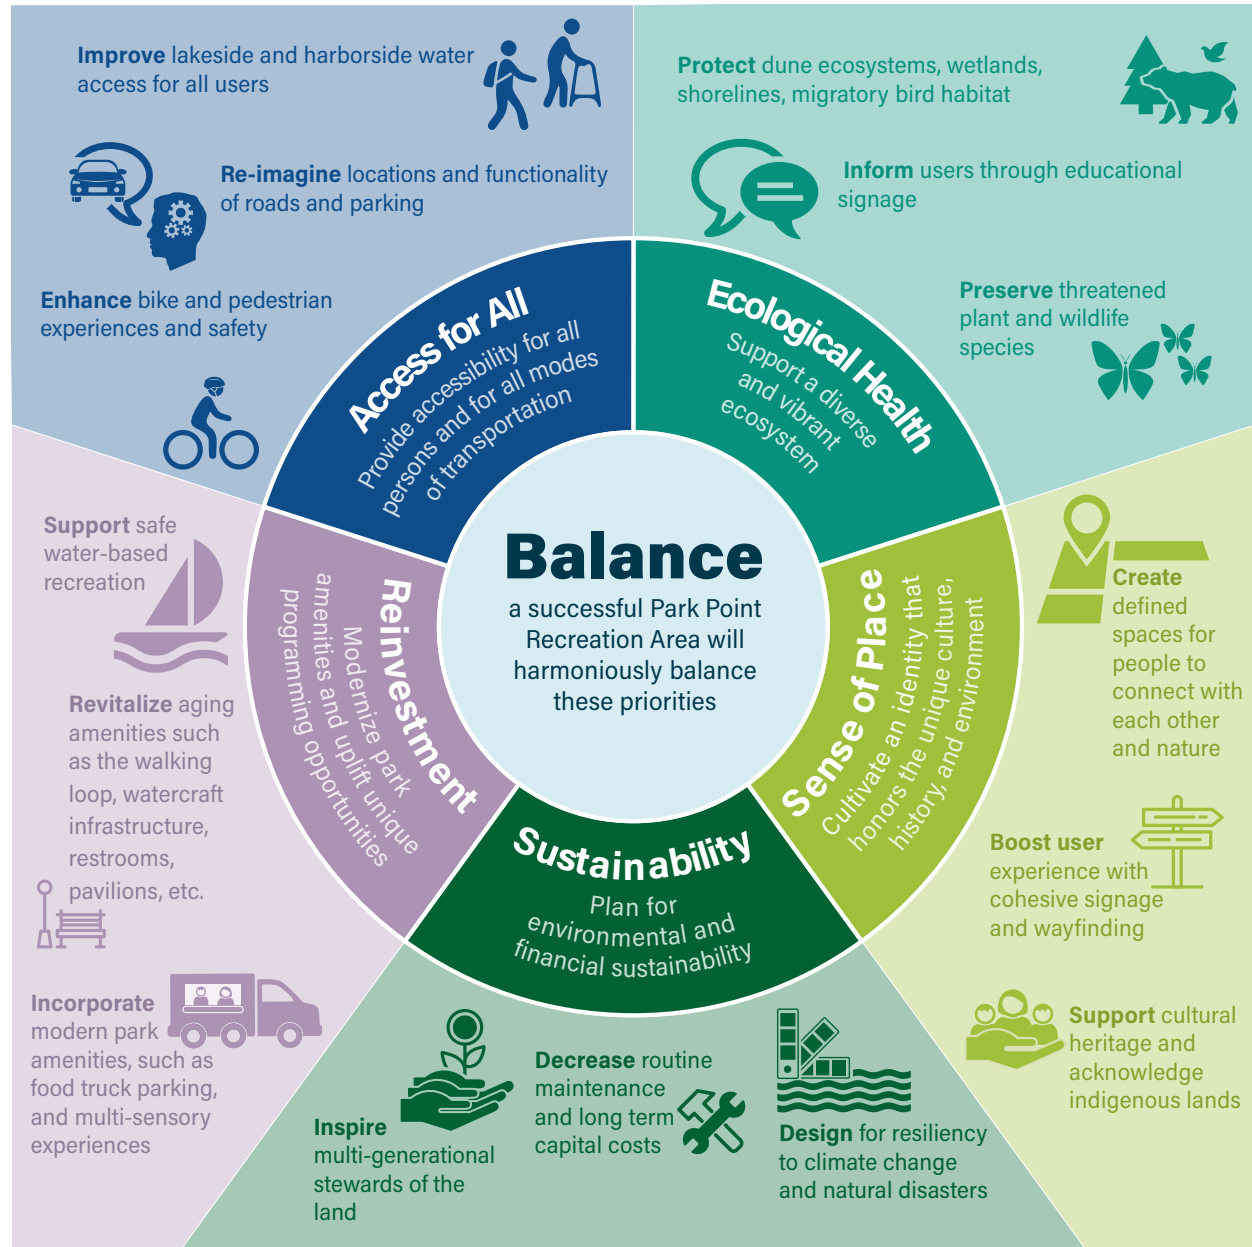 Improve lakeside and harborside water
access for all users
Re-imagine locations and functionality
of roads and parking
Enhance bike and pedestrian
experiences and safety
Access for All
Provide accessibility for all
persons and for all modes
of transportation
Protect dune ecosystems, wetlands,
shorelines, migratory bird habitat
Inform users through educational
signage
Preserve threatened
plant and wildlife
species
Ecological Health
Support a diverse
and vibrant
ecosystem
Balance
a successful Park Point
Recreation Area will
harmoniously balance
these priorities
Sense of Place
Cultivate an identity that
honors the unique culture,
history, and environment
Create
defined
spaces for
people to
connect with
each other
and nature
Boost user
experience with
cohesive signage
and wayfinding
Support cultural
heritage and
acknowledge
indigenous lands
Sustainability
Plan for
environmental and
financial sustainability
Inspire
multi-generational
stewards of the
land
Decrease routine
maintenance
and long term
capital costs
Design for resiliency
to climate change
and natural disasters
Reinvestment
Modernize park
amenities and uplift unique
programming opportunities
Support safe
water-based
recreation
Revitalize aging
amenities such
as the walking
loop, watercraft
infrastructure,
restrooms,
pavilions, etc.
Incorporate
modern park
amenities, such as
food truck parking,
and multi-sensory
experiences